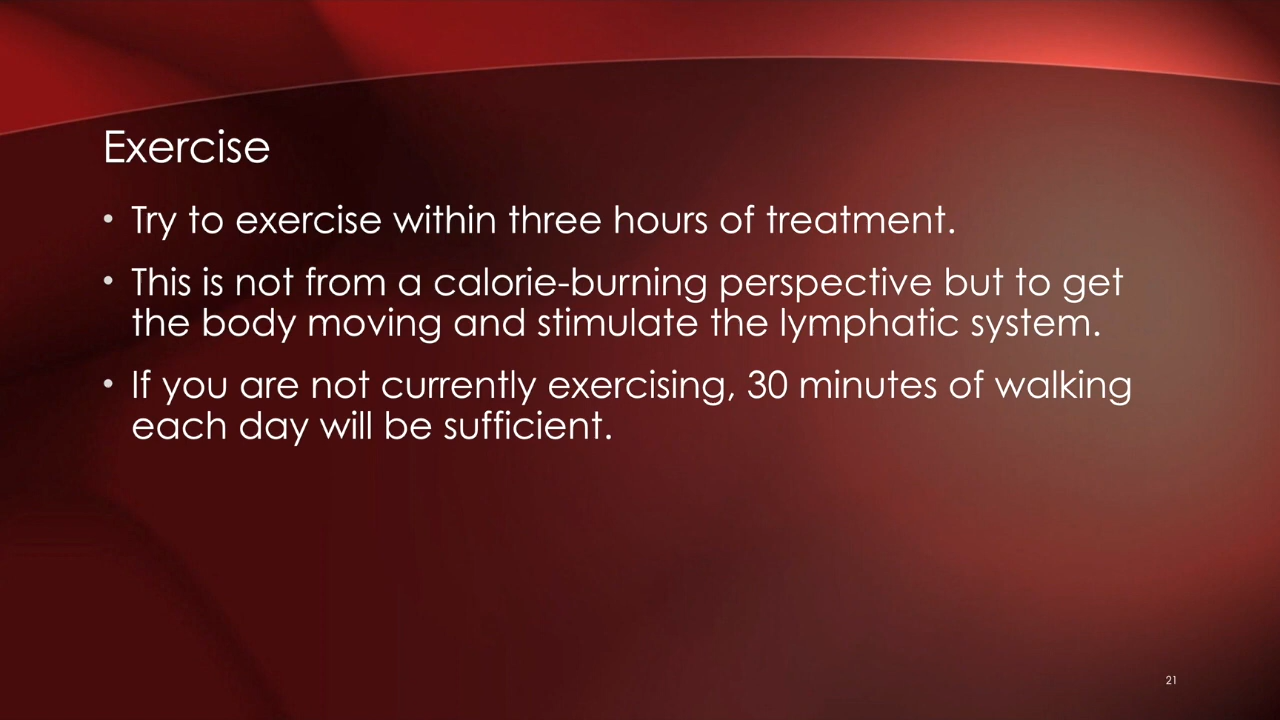 Exercise
• Try to exercise within three hours of treatment.
• This is not from a calorie-burning perspective but to get
the body moving and stimulate the lymphatic system.
• If you are not currently exercising, 30 minutes of walking
each day will be sufficient.
21